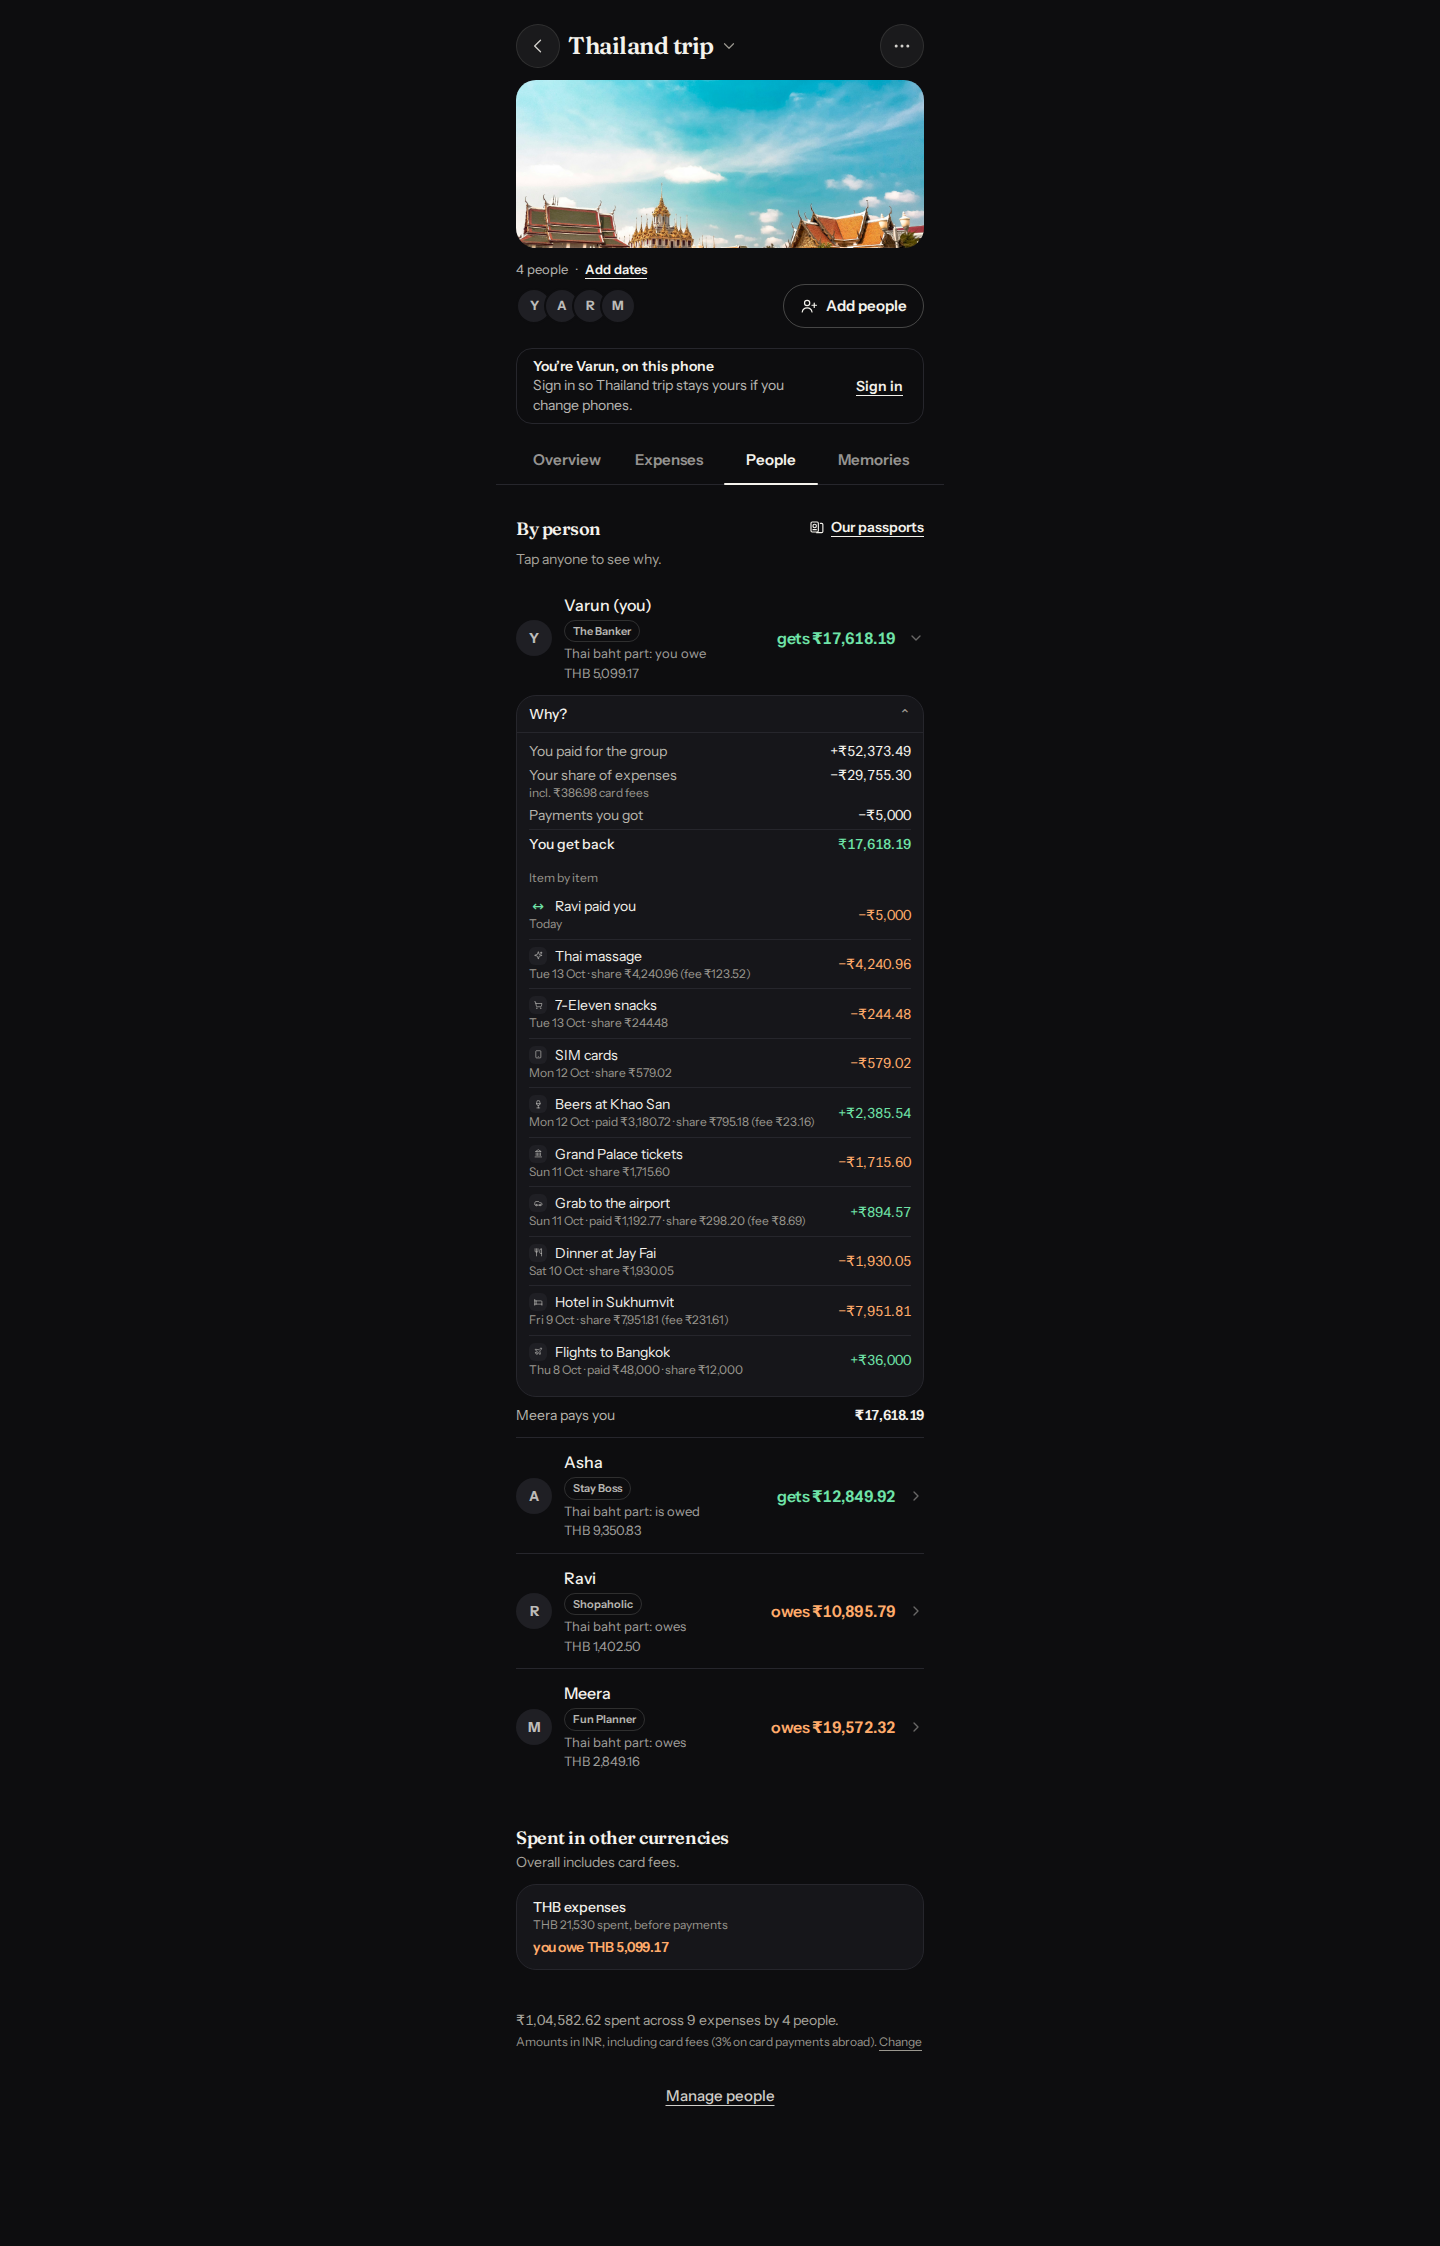 Thailand trip
4 people · Add dates
Y A R M
Add people
You're Varun, on this phone
Sign in so Thailand trip stays yours if you
change phones.
Sign in
Overview Expenses People Memories
By person
Our passports
Tap anyone to see why.
Y
Varun (you)
The Banker
Thai baht part: you owe
THB 5,099.17
gets ₹17,618.19
Why?
You paid for the group +₹52,373.49
Your share of expenses −₹29,755.30
incl. ₹386.98 card fees
Payments you got −₹5,000
You get back ₹17,618.19
Item by item
Ravi paid you
Today
−₹5,000
Thai massage
Tue 13 Oct · share ₹4,240.96 (fee ₹123.52)
−₹4,240.96
7-Eleven snacks
Tue 13 Oct · share ₹244.48
−₹244.48
SIM cards
Mon 12 Oct · share ₹579.02
−₹579.02
Beers at Khao San
Mon 12 Oct · paid ₹3,180.72 · share ₹795.18 (fee ₹23.16)
+₹2,385.54
Grand Palace tickets
Sun 11 Oct · share ₹1,715.60
−₹1,715.60
Grab to the airport
Sun 11 Oct · paid ₹1,192.77 · share ₹298.20 (fee ₹8.69)
+₹894.57
Dinner at Jay Fai
Sat 10 Oct · share ₹1,930.05
−₹1,930.05
Hotel in Sukhumvit
Fri 9 Oct · share ₹7,951.81 (fee ₹231.61)
−₹7,951.81
Flights to Bangkok
Thu 8 Oct · paid ₹48,000 · share ₹12,000
+₹36,000
Meera pays you ₹17,618.19
A
Asha
Stay Boss
Thai baht part: is owed
THB 9,350.83
gets ₹12,849.92
R
Ravi
Shopaholic
Thai baht part: owes
THB 1,402.50
owes ₹10,895.79
M
Meera
Fun Planner
Thai baht part: owes
THB 2,849.16
owes ₹19,572.32
Spent in other currencies
Overall includes card fees.
THB expenses
THB 21,530 spent, before payments
you owe THB 5,099.17
₹1,04,582.62 spent across 9 expenses by 4 people.
Amounts in INR, including card fees (3% on card payments abroad). Change
Manage people